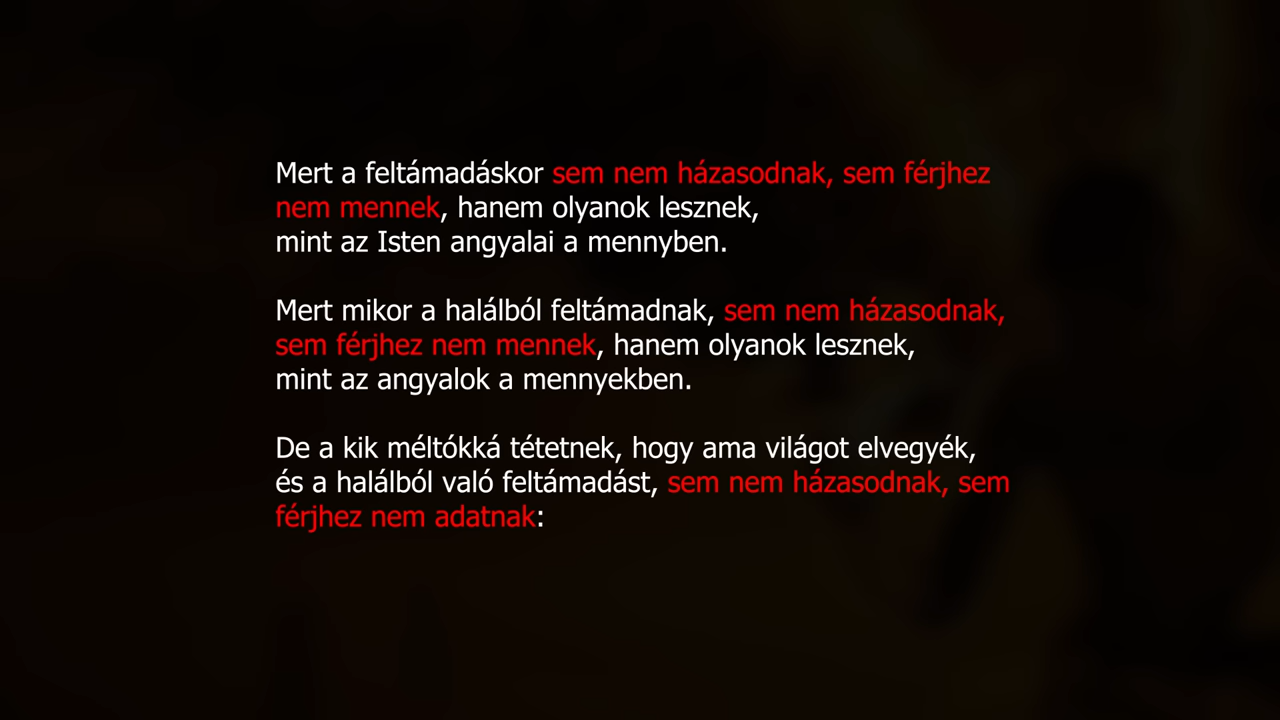 Mert a feltámadáskor sem nem házasodnak, sem férjhez
nem mennek, hanem olyanok lesznek,
mint az Isten angyalai a mennyben.
Mert mikor a halálból feltámadnak, sem nem házasodnak,
sem férjhez nem mennek, hanem olyanok lesznek,
mint az angyalok a mennyekben.
De a kik méltókká tétetnek, hogy ama világot elvegyék,
és a halálból való feltámadást, sem nem házasodnak, sem
férjhez nem adatnak: